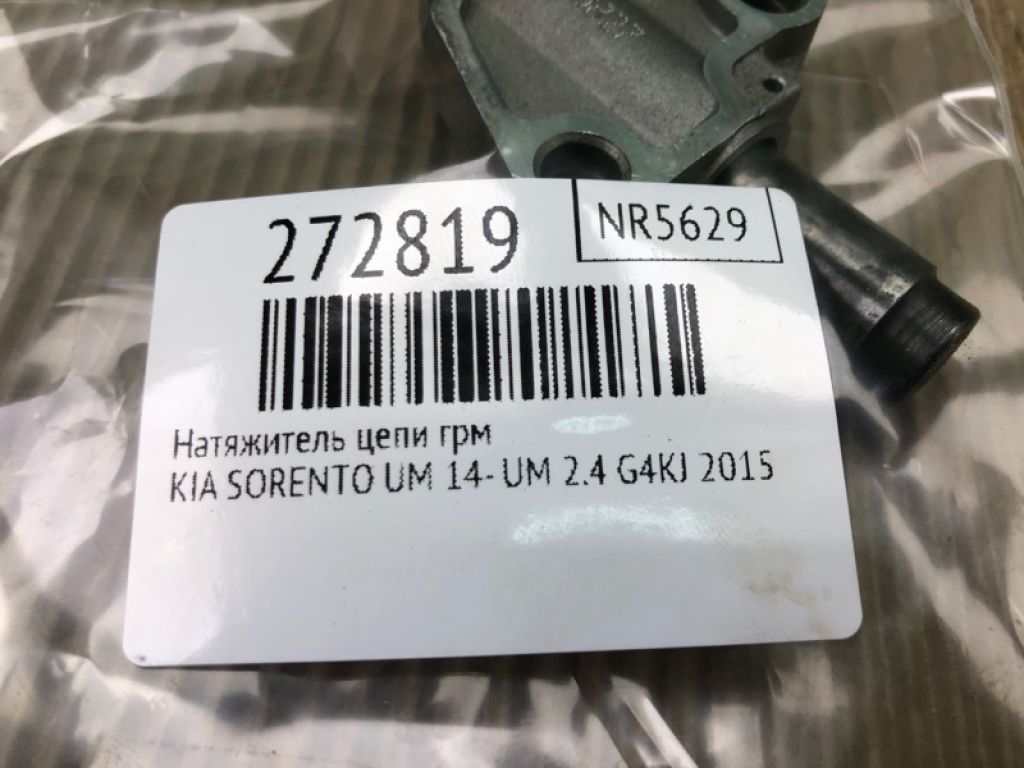 272819
NR5629
Натяжитель цепи грм
KIA SORENTO UM 14- UM 2.4 G4KJ 2015